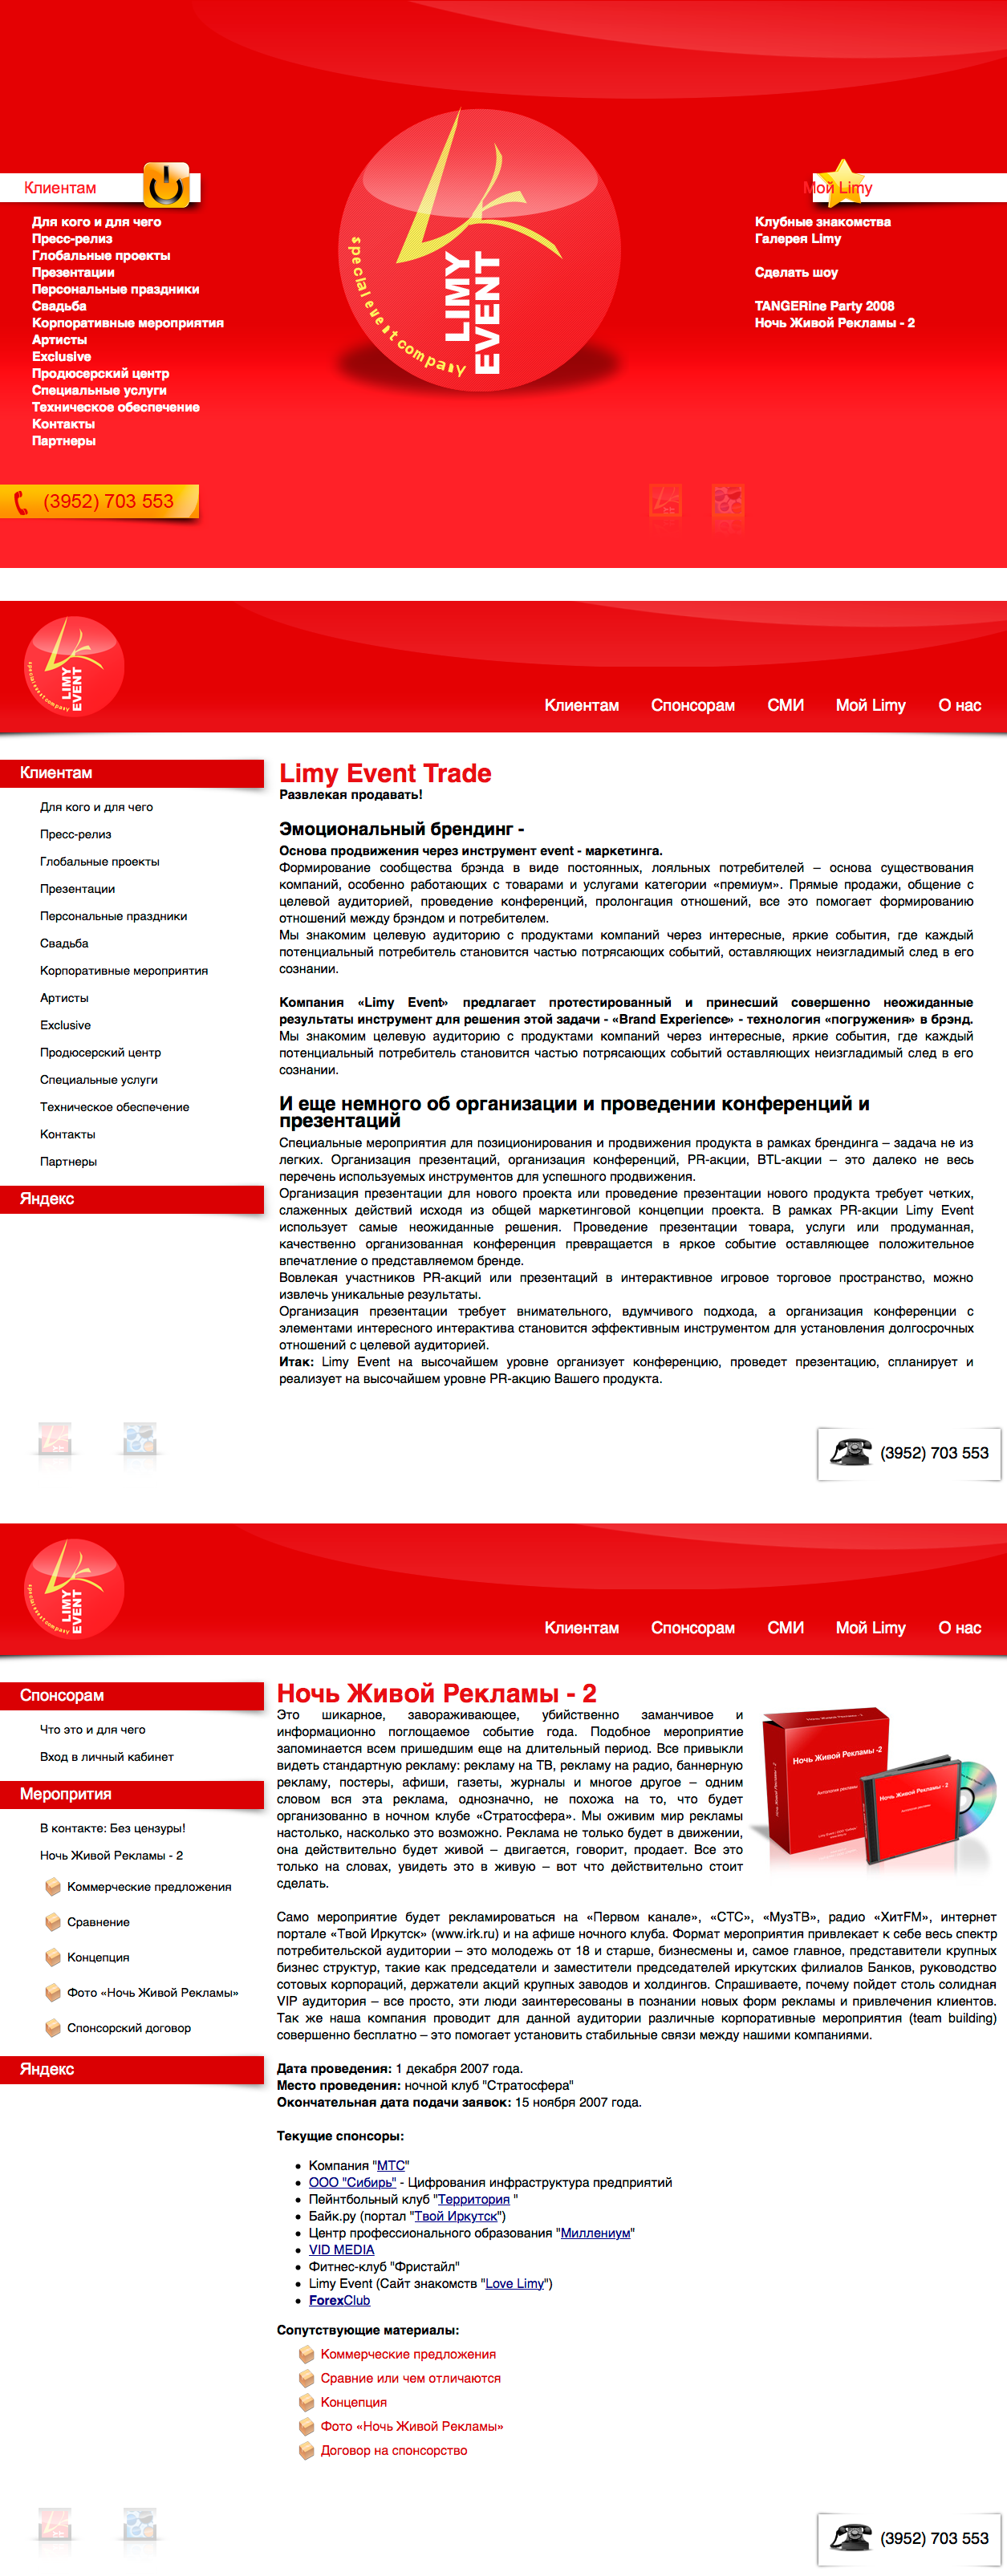 Клиентам
Для кого и для чего
Пресс-релиз
Глобальные проекты
Презентации
Персональные праздники
Свадьба
Корпоративные мероприятия
Артисты
Exclusive
Продюсерский центр
Специальные услуги
Техническое обеспечение
Контакты
Партнеры
(3952) 703 553
special event company
LIMY
EVENT
Мой Limy
Клубные знакомства
Галерея Limy
Сделать шоу
TANGERine Party 2008
Ночь Живой Рекламы - 2
special event company
LIMY
EVENT
Клиентам Спонсорам СМИ Мой Limy О нас
Клиентам
Для кого и для чего
Пресс-релиз
Глобальные проекты
Презентации
Персональные праздники
Свадьба
Корпоративные мероприятия
Артисты
Exclusive
Продюсерский центр
Специальные услуги
Техническое обеспечение
Контакты
Партнеры
Яндекс
Limy Event Trade
Развлекая продавать!
Эмоциональный брендинг -
Основа продвижения через инструмент event - маркетинга.
Формирование сообщества брэнда в виде постоянных, лояльных потребителей – основа существования
компаний, особенно работающих с товарами и услугами категории «премиум». Прямые продажи, общение с
целевой аудиторией, проведение конференций, пролонгация отношений, все это помогает формированию
отношений между брэндом и потребителем.
Мы знакомим целевую аудиторию с продуктами компаний через интересные, яркие события, где каждый
потенциальный потребитель становится частью потрясающих событий, оставляющих неизгладимый след в его
сознании.
Компания «Limy Event» предлагает протестированный и принесший совершенно неожиданные
результаты инструмент для решения этой задачи - «Brand Experience» - технология «погружения» в брэнд.
Мы знакомим целевую аудиторию с продуктами компаний через интересные, яркие события, где каждый
потенциальный потребитель становится частью потрясающих событий оставляющих неизгладимый след в его
сознании.
И еще немного об организации и проведении конференций и
презентаций
Специальные мероприятия для позиционирования и продвижения продукта в рамках брендинга – задача не из
легких. Организация презентаций, организация конференций, PR-акции, BTL-акции – это далеко не весь
перечень используемых инструментов для успешного продвижения.
Организация презентации для нового проекта или проведение презентации нового продукта требует четких,
слаженных действий исходя из общей маркетинговой концепции проекта. В рамках PR-акции Limy Event
использует самые неожиданные решения. Проведение презентации товара, услуги или продуманная,
качественно организованная конференция превращается в яркое событие оставляющее положительное
впечатление о представляемом бренде.
Вовлекая участников PR-акций или презентаций в интерактивное игровое торговое пространство, можно
извлечь уникальные результаты.
Организация презентации требует внимательного, вдумчивого подхода, а организация конференции с
элементами интересного интерактива становится эффективным инструментом для установления долгосрочных
отношений с целевой аудиторией.
Итак: Limy Event на высочайшем уровне организует конференцию, проведет презентацию, спланирует и
реализует на высочайшем уровне PR-акцию Вашего продукта.
(3952) 703 553
special event company
LIMY
EVENT
Клиентам Спонсорам СМИ Мой Limy О нас
Спонсорам
Что это и для чего
Вход в личный кабинет
Меропрития
В контакте: Без цензуры!
Ночь Живой Рекламы - 2
Коммерческие предложения
Сравнение
Концепция
Фото «Ночь Живой Рекламы»
Спонсорский договор
Яндекс
Ночь Живой Рекламы - 2
Это шикарное, завораживающее, убийственно заманчивое и
информационно поглощаемое событие года. Подобное мероприятие
запоминается всем пришедшим еще на длительный период. Все привыкли
видеть стандартную рекламу: рекламу на ТВ, рекламу на радио, баннерную
рекламу, постеры, афиши, газеты, журналы и многое другое – одним
словом вся эта реклама, однозначно, не похожа на то, что будет
организованно в ночном клубе «Стратосфера». Мы оживим мир рекламы
настолько, насколько это возможно. Реклама не только будет в движении,
она действительно будет живой – двигается, говорит, продает. Все это
только на словах, увидеть это в живую – вот что действительно стоит
сделать.
Ночь Живой Рекламы -2
Антология рекламы
Ночь Живой Рекламы - 2
Само мероприятие будет рекламироваться на «Первом канале», «СТС», «МузТВ», радио «ХитFM», интернет
портале «Твой Иркутск» (www.irk.ru) и на афише ночного клуба. Формат мероприятия привлекает к себе весь спектр
потребительской аудитории – это молодежь от 18 и старше, бизнесмены и, самое главное, представители крупных
бизнес структур, такие как председатели и заместители председателей иркутских филиалов Банков, руководство
сотовых корпораций, держатели акций крупных заводов и холдингов. Спрашиваете, почему пойдет столь солидная
VIP аудитория – все просто, эти люди заинтересованы в познании новых форм рекламы и привлечения клиентов.
Так же наша компания проводит для данной аудитории различные корпоративные мероприятия (team building)
совершенно бесплатно – это помогает установить стабильные связи между нашими компаниями.
Дата проведения: 1 декабря 2007 года.
Место проведения: ночной клуб "Стратосфера"
Окончательная дата подачи заявок: 15 ноября 2007 года.
Текущие спонсоры:
Компания "МТС"
ООО "Сибирь" - Цифрования инфраструктура предприятий
Пейнтбольный клуб "Территория "
Байк.ру (портал "Твой Иркутск")
Центр профессионального образования "Миллениум"
VID MEDIA
Фитнес-клуб "Фристайл"
Limy Event (Сайт знакомств "Love Limy")
ForexClub
Сопутствующие материалы:
Коммерческие предложения
Сравние или чем отличаются
Концепция
Фото «Ночь Живой Рекламы»
Договор на спонсорство
(3952) 703 553